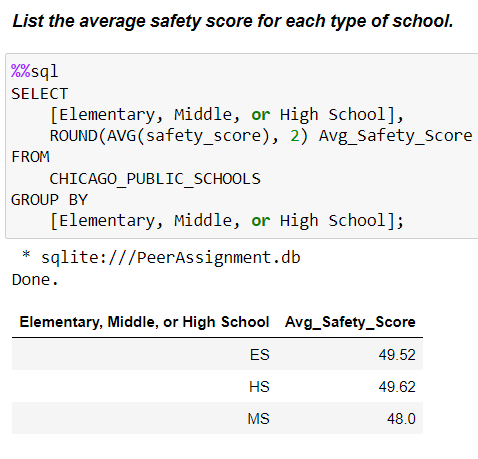 List the average safety score for each type of school.
%%sql
SELECT
[Elementary, Middle, or High School],
ROUND(AVG(safety_score), 2) Avg_Safety_Score
FROM
CHICAGO_PUBLIC_SCHOOLS
GROUP BY
[Elementary, Middle, or High School];
* sqlite:///PeerAssignment.db
Done.
Elementary, Middle, or High School Avg_Safety_Score
ES 49.52
HS 49.62
MS 48.0